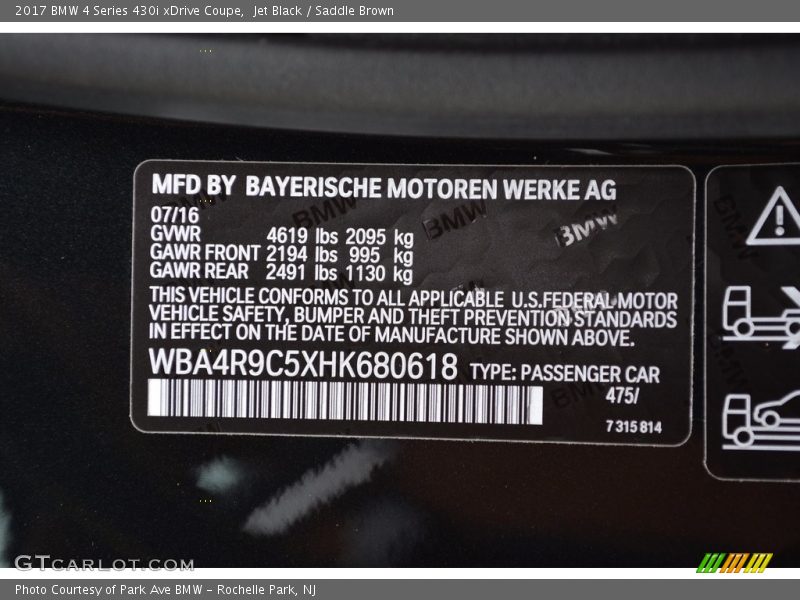 2017 BMW 4 Series 430i xDrive Coupe,  Jet Black / Saddle Brown
MFD BY BAYERISCHE MOTOREN WERKE AG
07/16
GVWR 4619 lbs 2095 kg
GAWR FRONT 2194 lbs 995 kg
GAWR REAR 2491 lbs 1130 kg
THIS VEHICLE CONFORMS TO ALL APPLICABLE U.S.FEDERAL MOTOR
VEHICLE SAFETY, BUMPER AND THEFT PREVENTION STANDARDS
IN EFFECT ON THE DATE OF MANUFACTURE SHOWN ABOVE.
WBA4R9C5XHK680618 TYPE: PASSENGER CAR
475/
7 315 814
BMW
BMW
BMW
GTCARLOT.COM
Photo Courtesy of Park Ave BMW - Rochelle Park, NJ